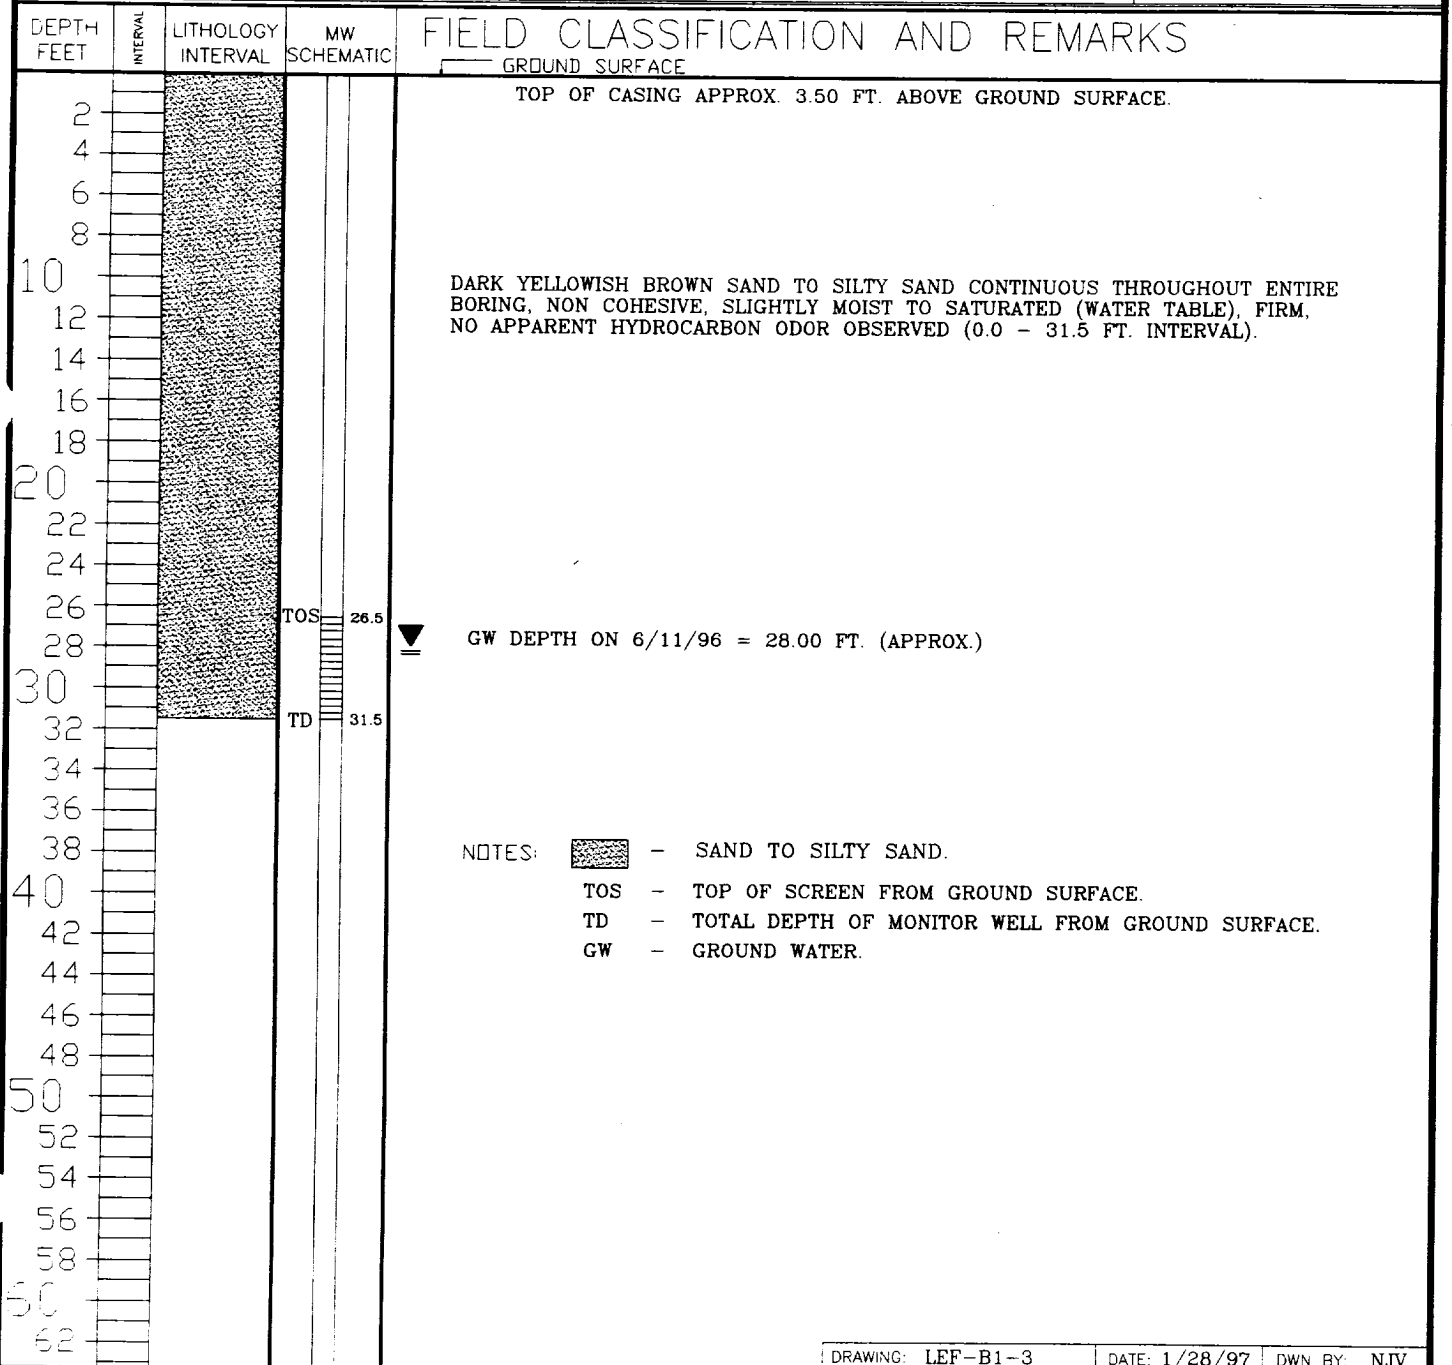 DEPTH FEET
INTERVAL
LITHOLOGY INTERVAL
MW SCHEMATIC
FIELD CLASSIFICATION AND REMARKS
GROUND SURFACE
TOP OF CASING APPROX. 3.50 FT. ABOVE GROUND SURFACE.
2
4
6
8
10
DARK YELLOWISH BROWN SAND TO SILTY SAND CONTINUOUS THROUGHOUT ENTIRE
BORING, NON COHESIVE, SLIGHTLY MOIST TO SATURATED (WATER TABLE), FIRM,
NO APPARENT HYDROCARBON ODOR OBSERVED (0.0 - 31.5 FT. INTERVAL).
12
14
16
18
20
22
24
26
TOS 26.5
28
GW DEPTH ON 6/11/96 = 28.00 FT. (APPROX.)
30
TD 31.5
32
34
36
38
NOTES: - SAND TO SILTY SAND.
40
TOS - TOP OF SCREEN FROM GROUND SURFACE.
TD - TOTAL DEPTH OF MONITOR WELL FROM GROUND SURFACE.
42
GW - GROUND WATER.
44
46
48
50
52
54
56
58
60
62
DRAWING: LEF-B1-3 DATE: 1/28/97 DWN BY: NJV